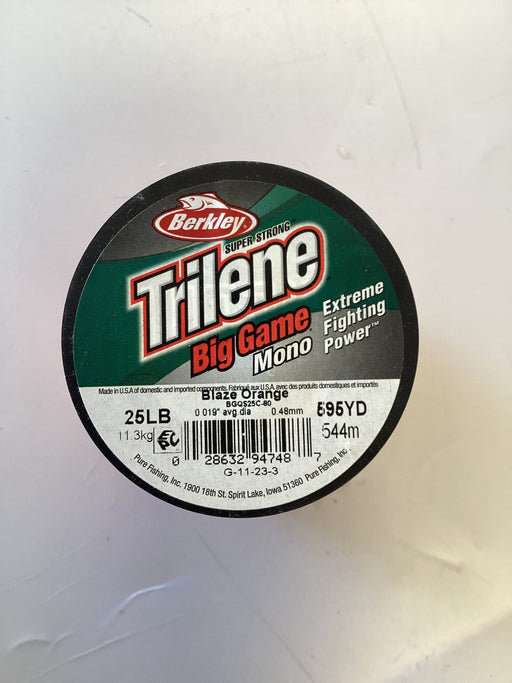 Berkley
SUPER STRONG™
Trilene
Big Game
Mono
Extreme
Fighting
Power™
Made in U.S.A of domestic and imported components. Fabriqué aux U.S.A. avec des produits domestiques et importés
Blaze Orange
BGQS25C-80
25LB 0 019" avg.dia 0.48mm 595YD
11.3kg 544m
0 28632 94748 7
G-11-23-3
Pure Fishing, Inc. 1900 18th St. Spirit Lake, Iowa 51360 Pure Fishing, Inc